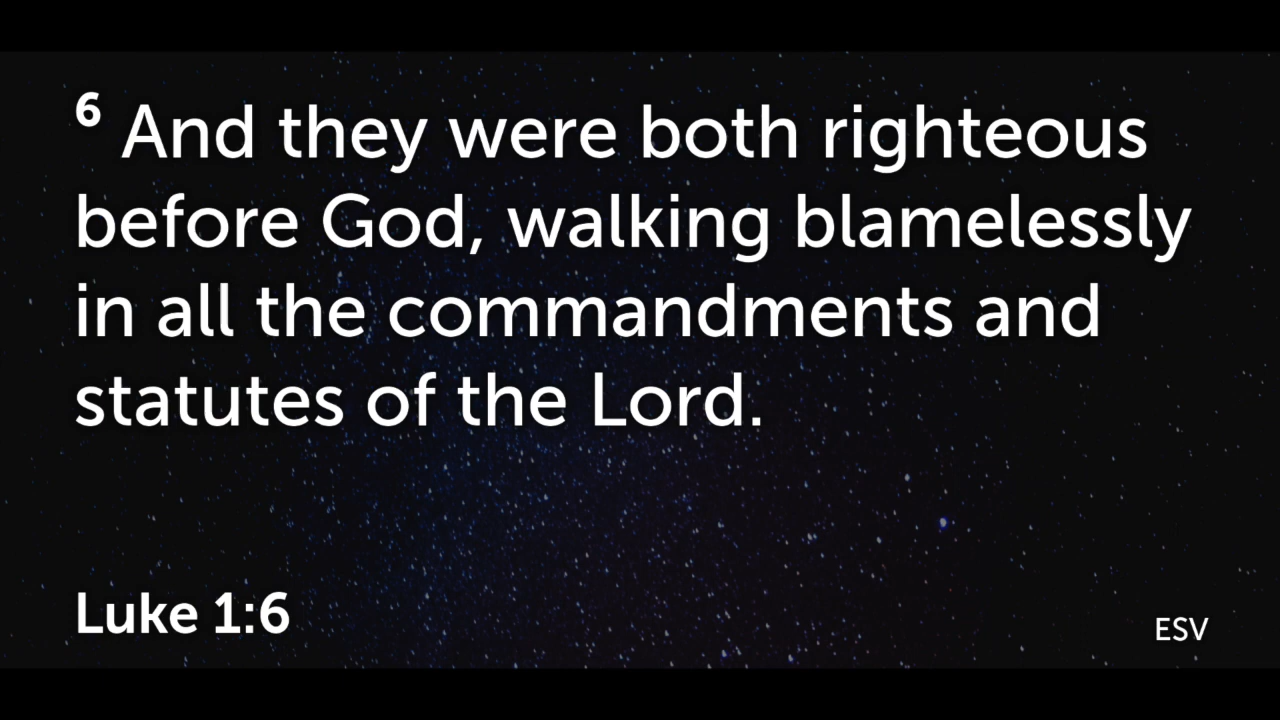 6 And they were both righteous
before God, walking blamelessly
in all the commandments and
statutes of the Lord.
Luke 1:6
ESV